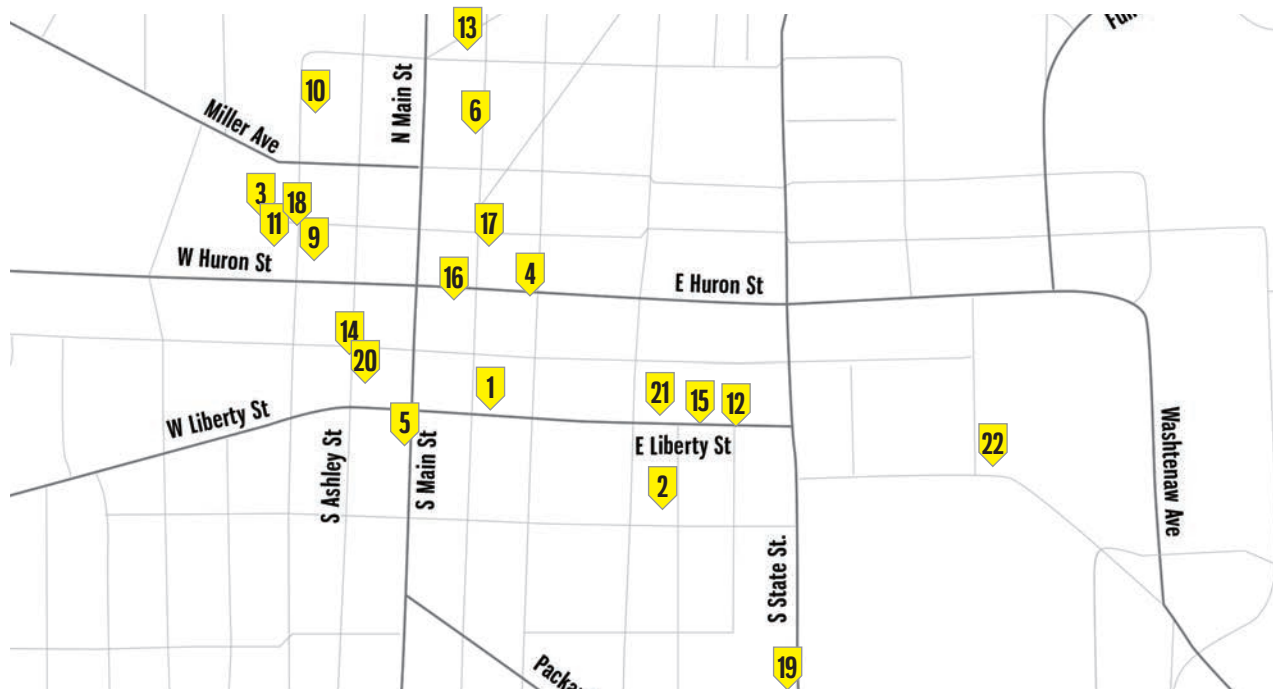 13
10
6
N Main St
Miller Ave
3
18
11
9
17
W Huron St
16
4
E Huron St
14
20
1
21
15
12
5
W Liberty St
E Liberty St
22
S Ashley St
S Main St
2
Washtenaw Ave
S State St.
19